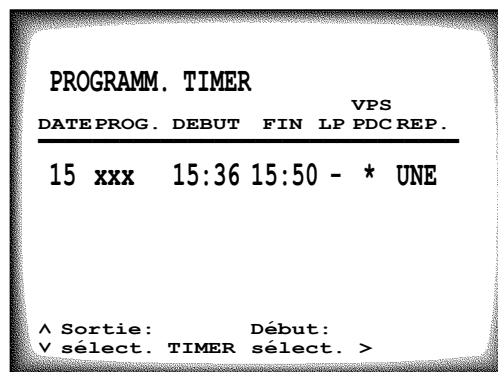 PROGRAMM. TIMER
VPS
DATE PROG. DEBUT FIN LP PDC REP.
15 xxx 15:36 15:50 - * UNE
∧ Sortie: Début:
∨ sélect. TIMER sélect. >